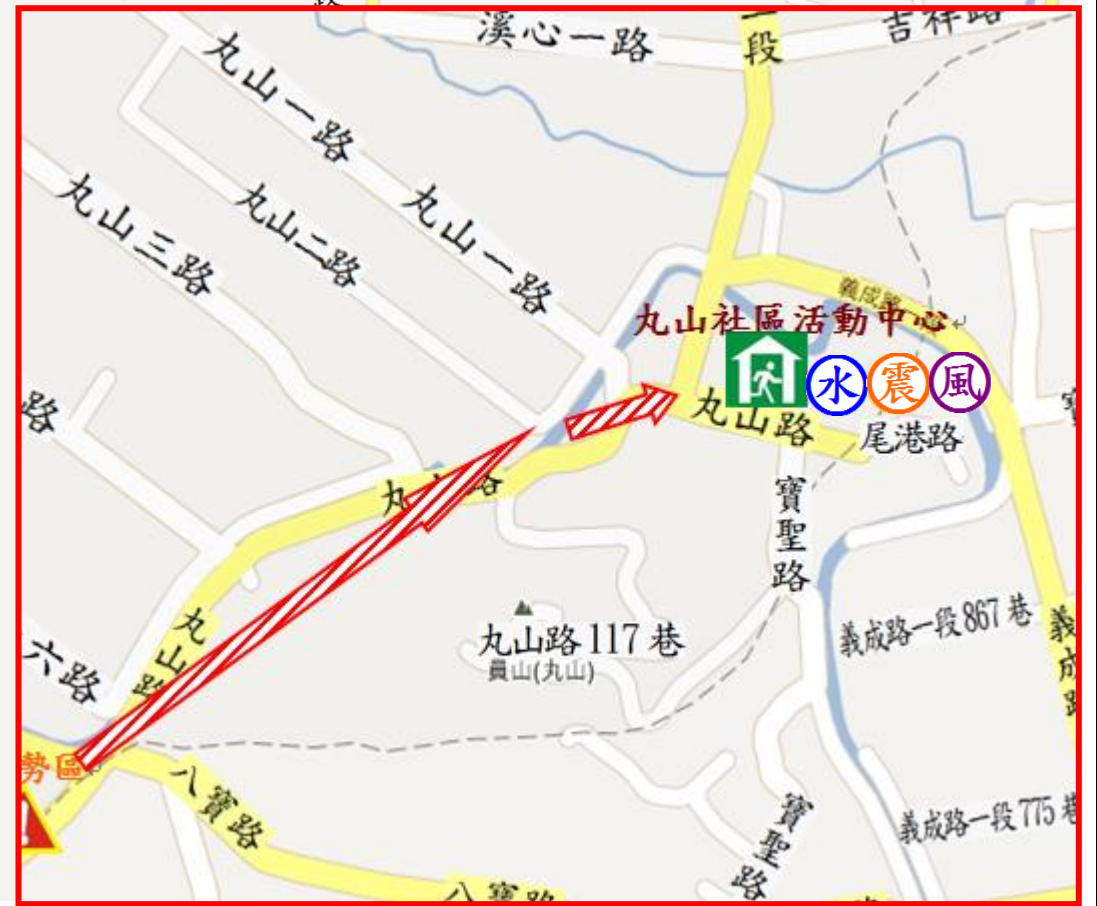 溪心一路
吉祥路
一段
丸山一路
丸山三路
丸山二路
丸山一路
義成路
丸山社區活動中心
水
震
風
路
丸山路
尾港路
丸山路
寶聖路
丸山路
丸山路117巷
員山(丸山)
義成路一段867巷
義成路
六路
勢區
八寶路
寶聖路
義成路一段775巷
八寶路